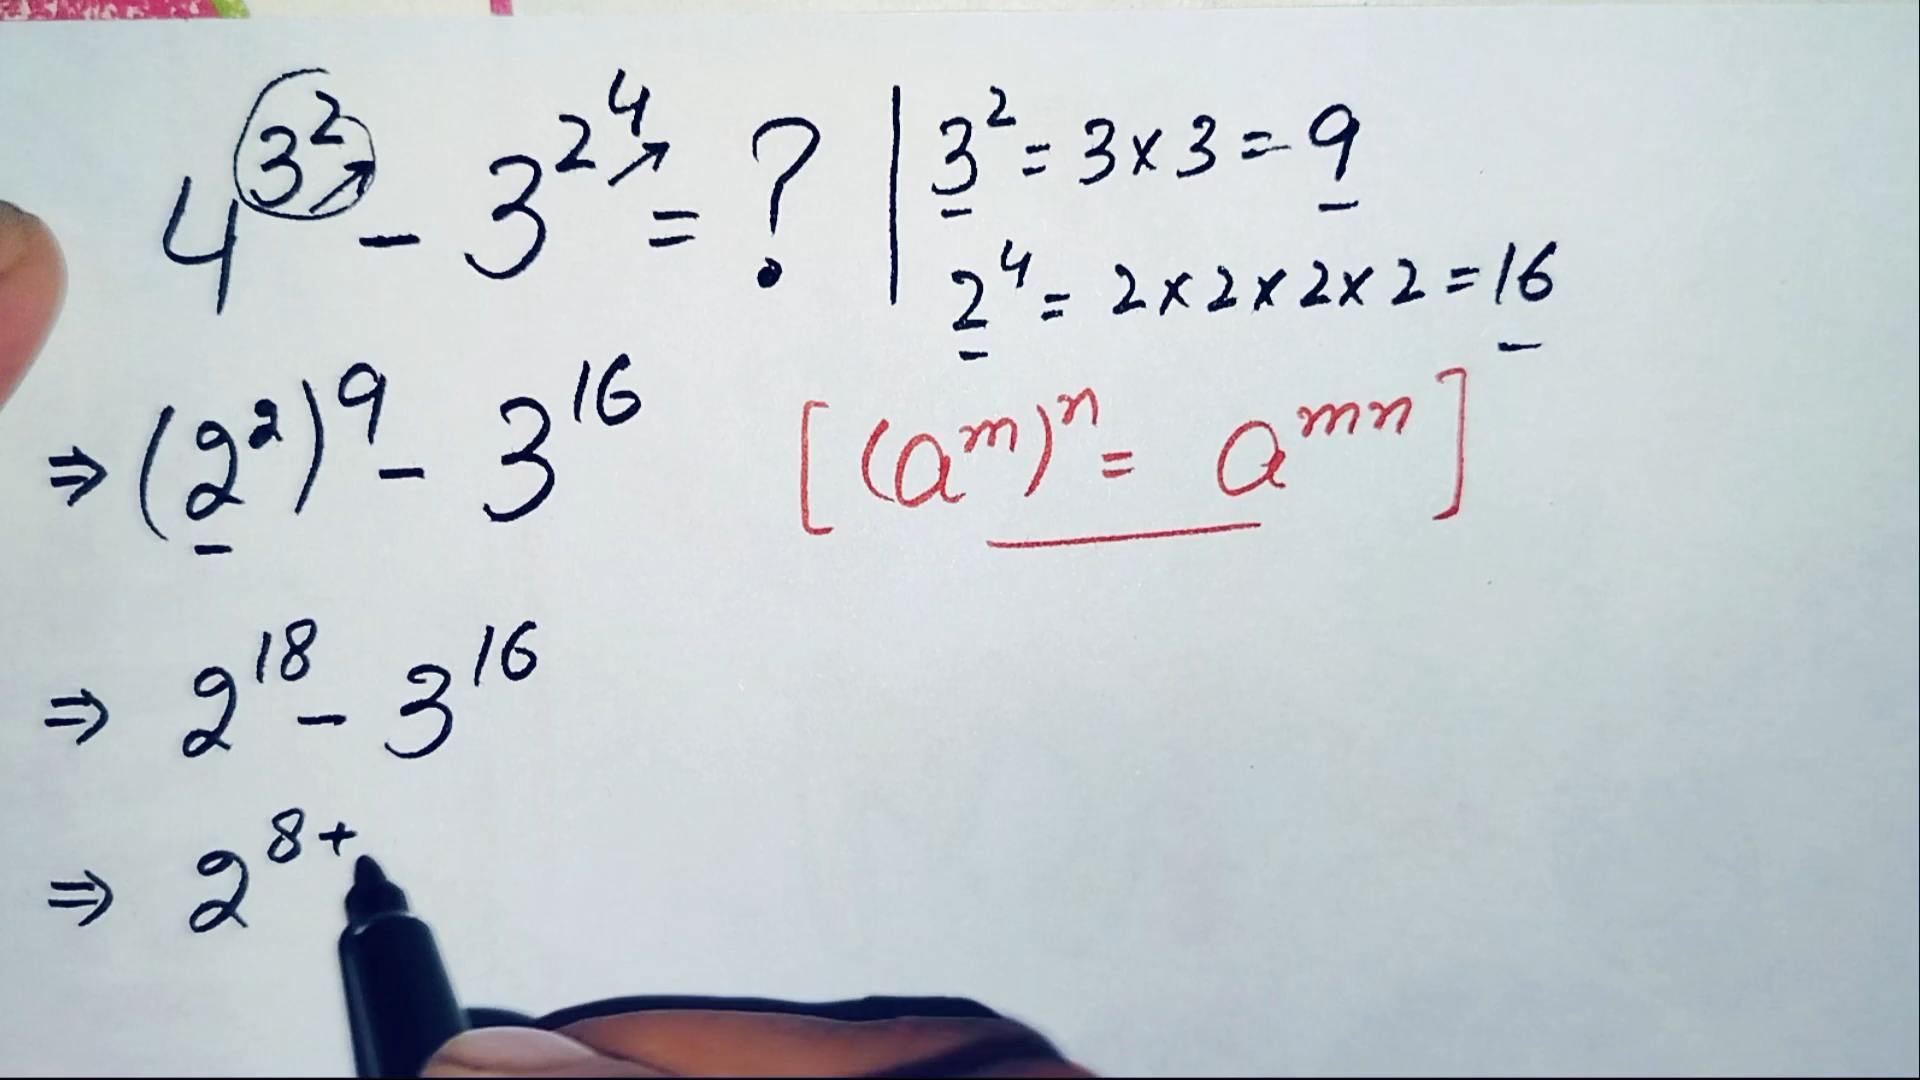 4^3^2 - 3^2^4 = ? | 3^2 = 3×3 = 9
2^4 = 2×2×2×2 = 16
⇒ (2^2)^9 - 3^16 [(a^m)^n = a^mn]
⇒ 2^18 - 3^16
⇒ 2^8+